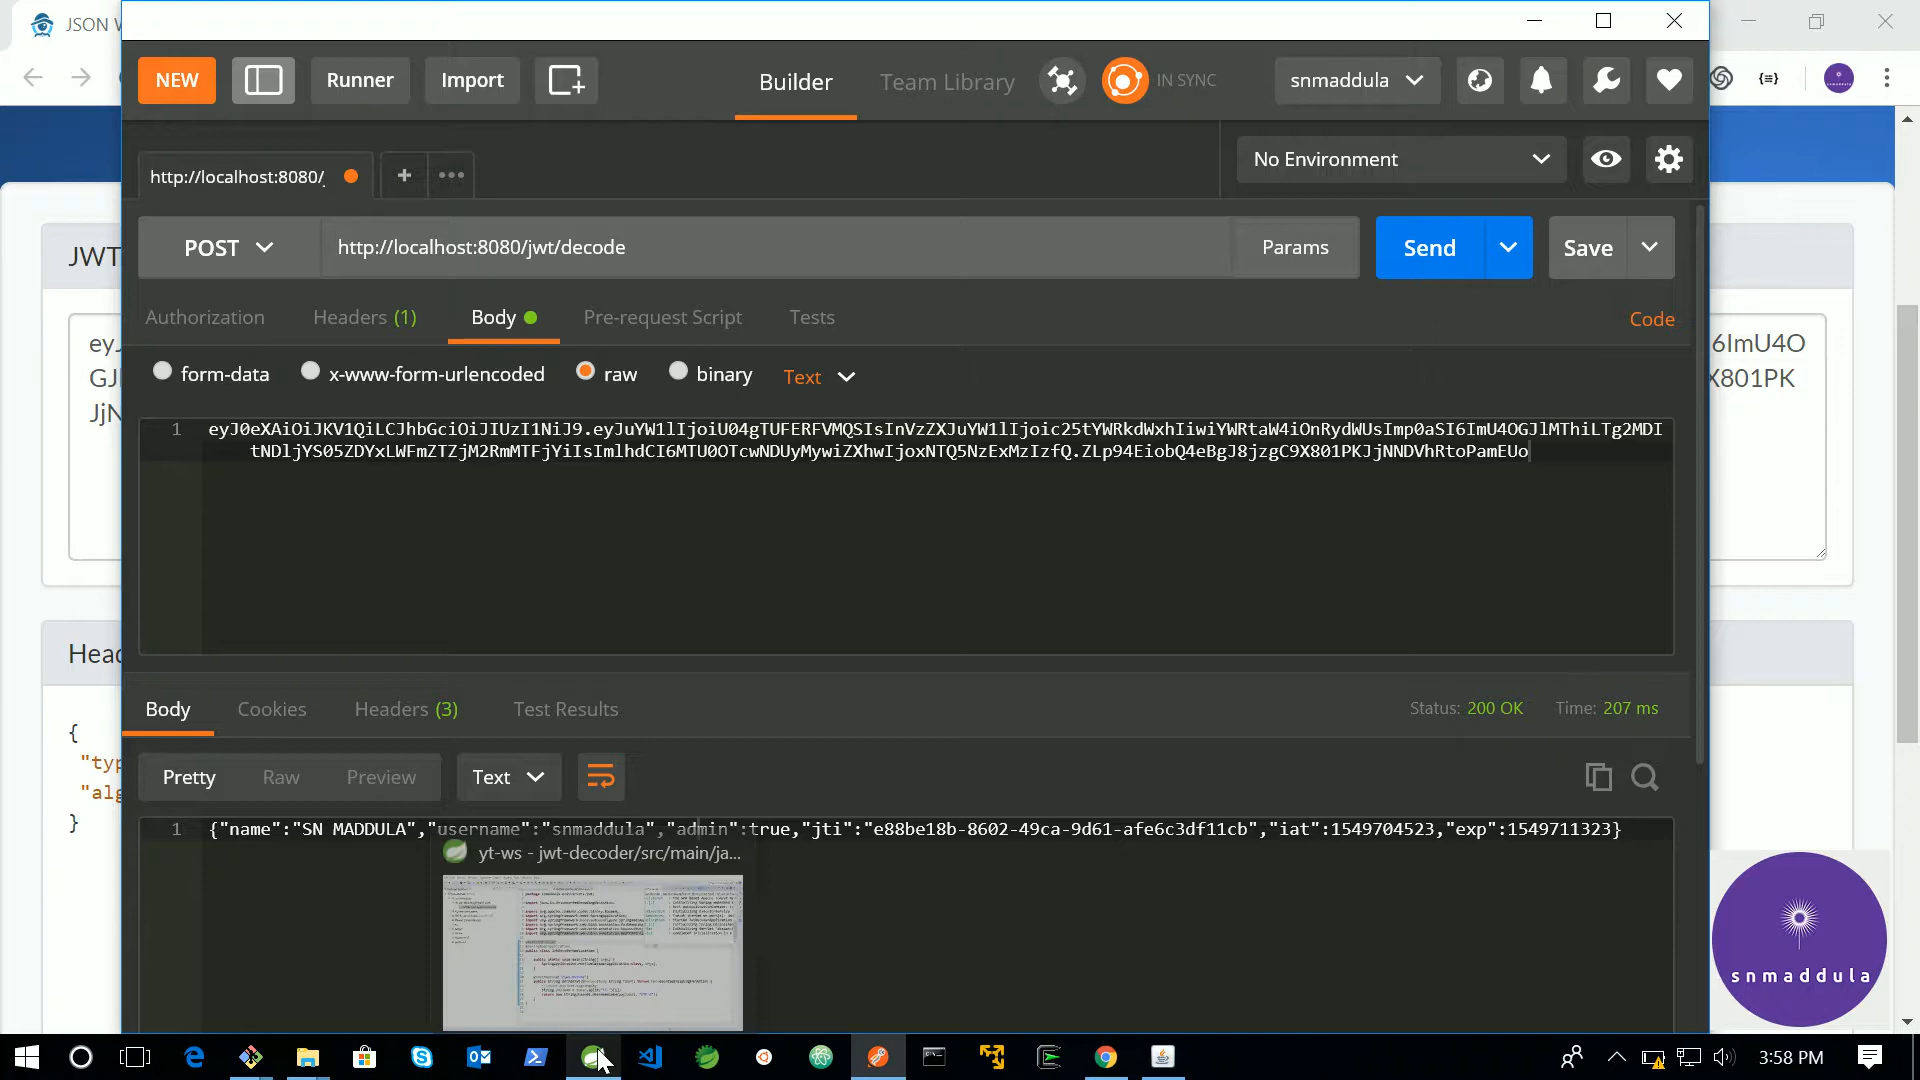 JSON W
NEW
Runner
Import
Builder
Team Library
IN SYNC
snmaddula
http://localhost:8080/
No Environment
POST
http://localhost:8080/jwt/decode
Params
Send
Save
Authorization
Headers (1)
Body
Pre-request Script
Tests
Code
form-data
x-www-form-urlencoded
raw
binary
Text
JWT
eyJ
GJl
JjN
6ImU4O
X801PK
1 eyJ0eXAiOiJKV1QiLCJhbGciOiJIUzI1NiJ9.eyJuYW1lIjoiU04gTUFERFVMQSIsInVzZXJuYW1lIjoic25tYWRkdWxhIiwiYWRtaW4iOnRydWUsImp0aSI6ImU4OGJlMThiLTg2MDI
tNDljYS05ZDYxLWFmZTZjM2RmMTFjYiIsImlhdCI6MTU0OTcwNDUyMywiZXhwIjoxNTQ5NzExMzIzfQ.ZLp94EiobQ4eBgJ8jzgC9X801PKJjNNDVhRtoPamEUo
Head
{
"typ
"alg
}
Body
Cookies
Headers (3)
Test Results
Status: 200 OK
Time: 207 ms
Pretty
Raw
Preview
Text
1 {"name":"SN MADDULA","username":"snmaddula","admin":true,"jti":"e88be18b-8602-49ca-9d61-afe6c3df11cb","iat":1549704523,"exp":1549711323}
yt-ws - jwt-decoder/src/main/ja...
snmaddula
3:58 PM